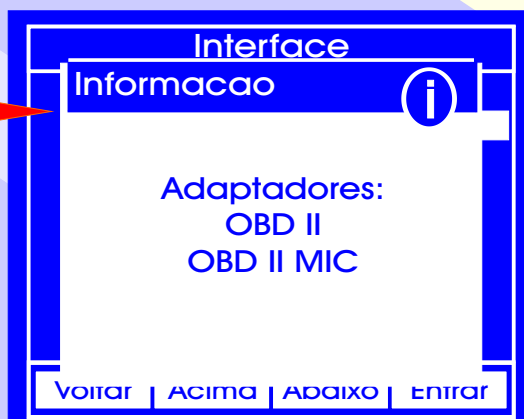 Interface
Informacao
i
Adaptadores:
OBD II
OBD II MIC
Voltar Acima Abaixo Entrar